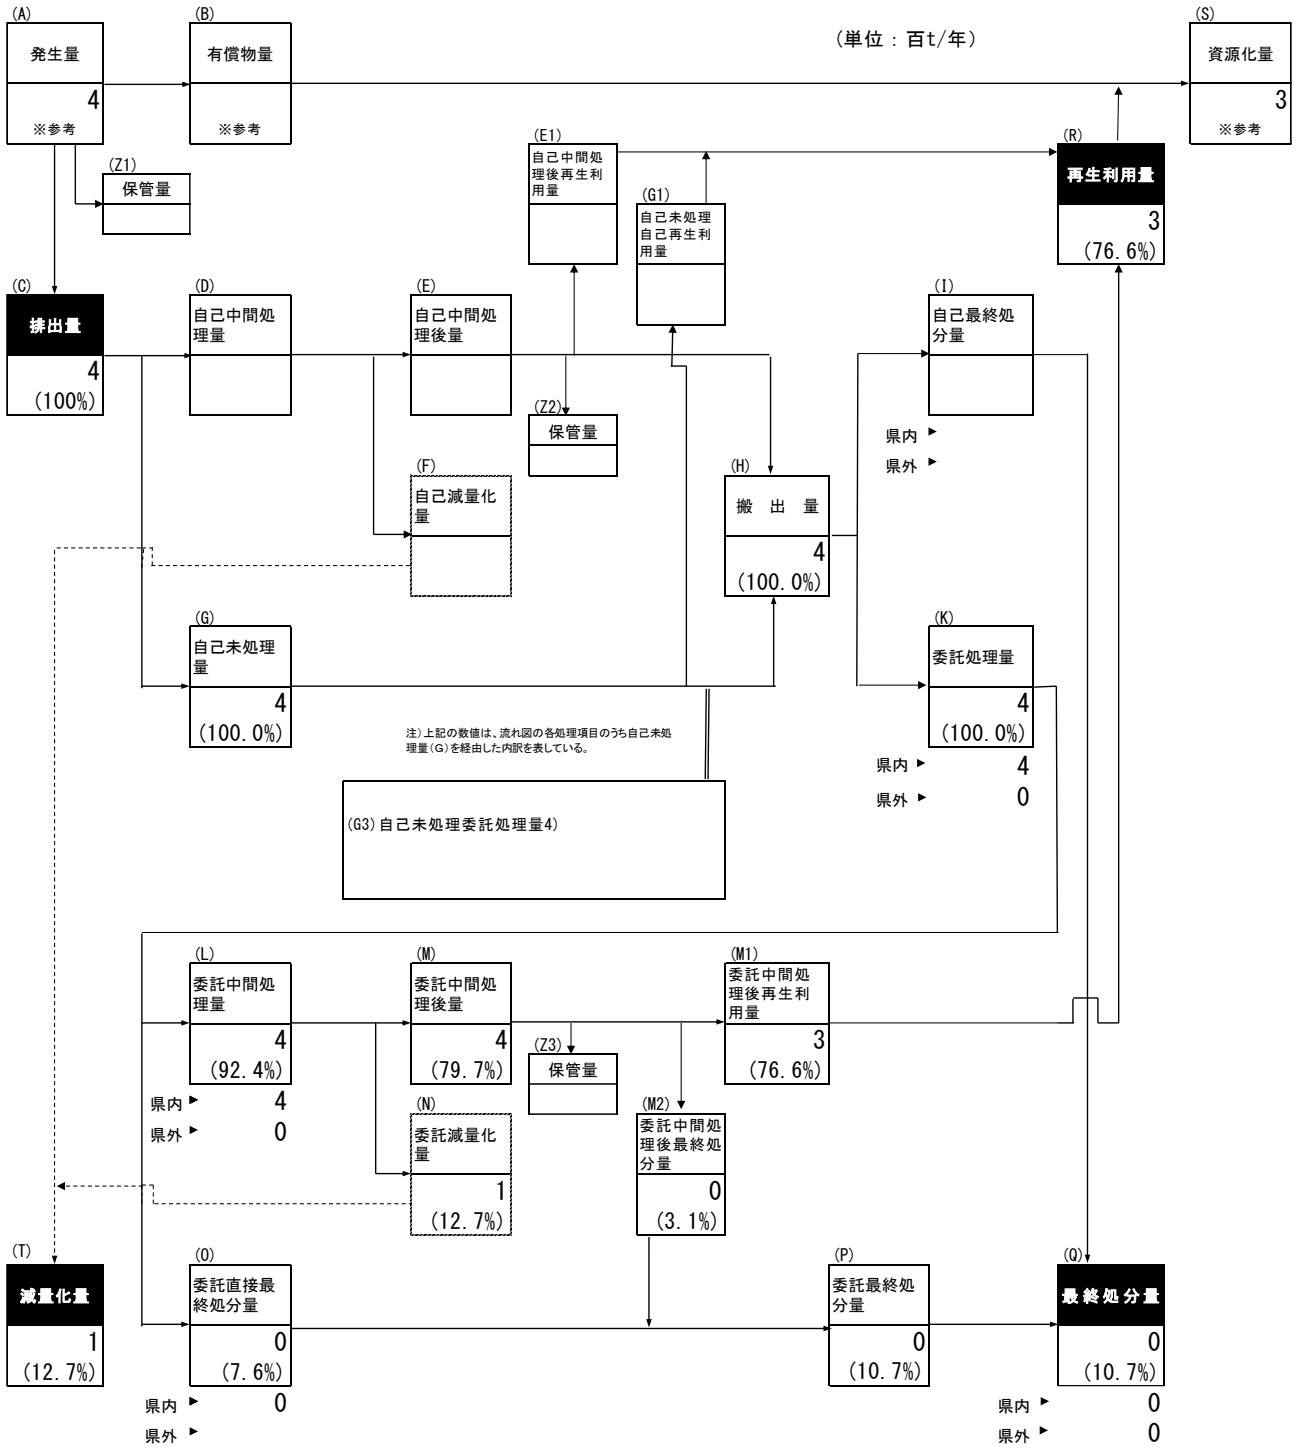 (A)
発生量
4
※参考
(B)
有償物量
※参考
(単位：百t/年)
(S)
資源化量
3
※参考
(Z1)
保管量
(E1)
自己中間処
理後再生利
用量
(G1)
自己未処理
自己再生利
用量
(R)
再生利用量
3
(76.6%)
(C)
排出量
4
(100%)
(D)
自己中間処
理量
(E)
自己中間処
理後量
(Z2)
保管量
(I)
自己最終処
分量
県内 ►
県外 ►
(F)
自己減量化
量
(H)
搬 出 量
4
(100.0%)
(G)
自己未処理
量
4
(100.0%)
(K)
委託処理量
4
(100.0%)
県内 ► 4
県外 ► 0
注)上記の数値は、流れ図の各処理項目のうち自己未処
理量(G)を経由した内訳を表している。
(G3)自己未処理委託処理量4)
(L)
委託中間処
理量
4
(92.4%)
県内 ► 4
県外 ► 0
(M)
委託中間処
理後量
4
(79.7%)
(Z3)
保管量
(M1)
委託中間処
理後再生利
用量
3
(76.6%)
(N)
委託減量化
量
1
(12.7%)
(M2)
委託中間処
理後最終処
分量
0
(3.1%)
(T)
減量化量
1
(12.7%)
(O)
委託直接最
終処分量
0
(7.6%)
県内 ► 0
県外 ►
(P)
委託最終処
分量
0
(10.7%)
(Q)
最終処分量
0
(10.7%)
県内 ► 0
県外 ► 0